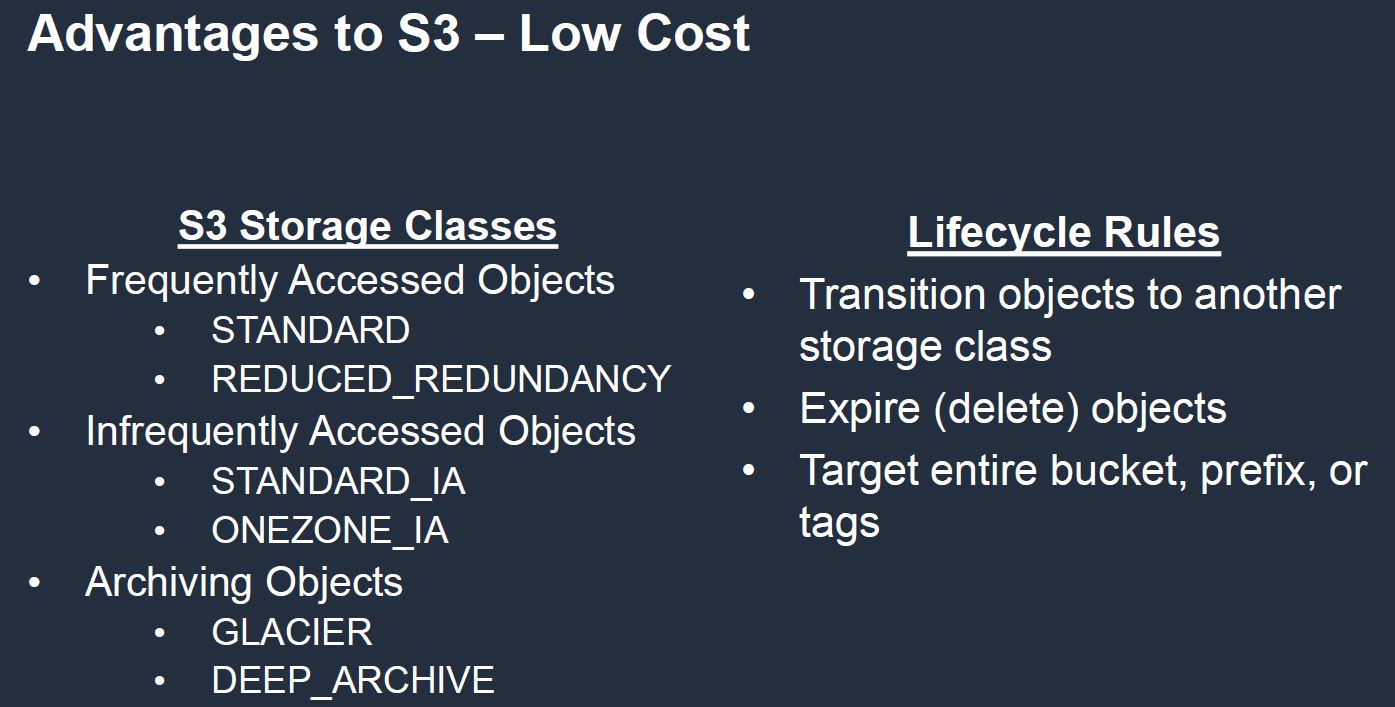 Advantages to S3 – Low Cost
S3 Storage Classes
• Frequently Accessed Objects
• STANDARD
• REDUCED_REDUNDANCY
• Infrequently Accessed Objects
• STANDARD_IA
• ONEZONE_IA
• Archiving Objects
• GLACIER
• DEEP_ARCHIVE
Lifecycle Rules
• Transition objects to another
storage class
• Expire (delete) objects
• Target entire bucket, prefix, or
tags